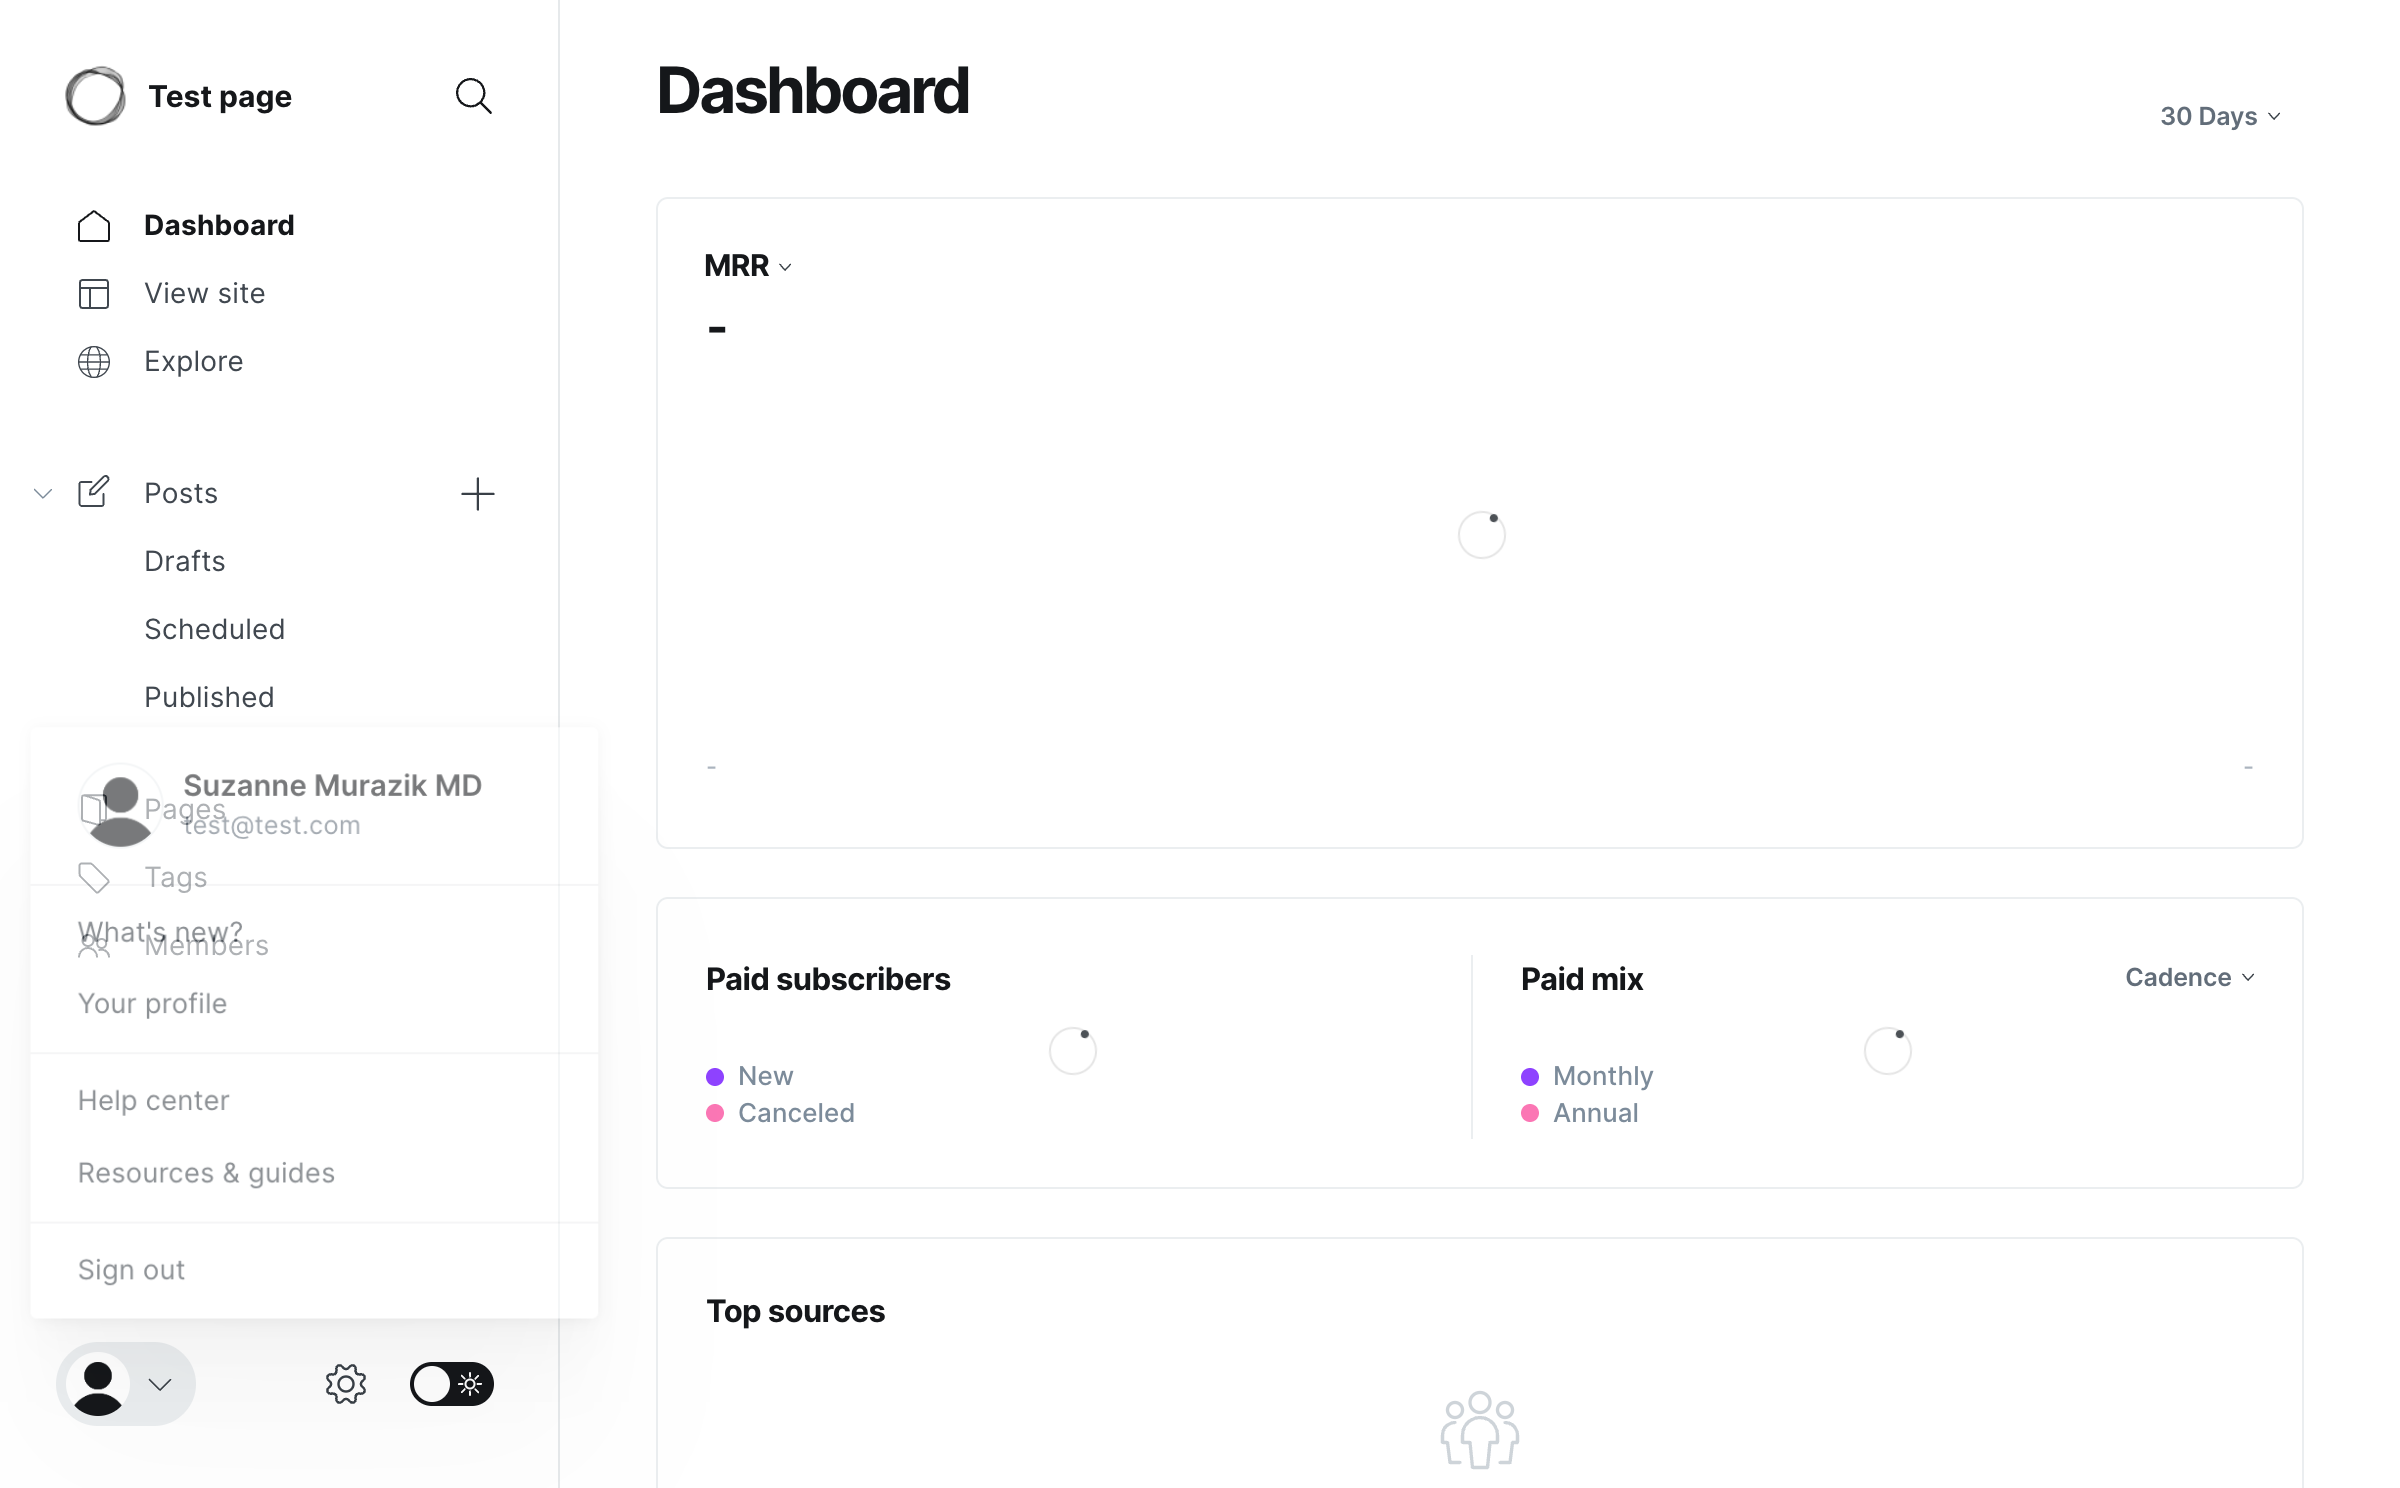 Test page
Dashboard
View site
Explore
Posts
Drafts
Scheduled
Published
Suzanne Murazik MD
Pages
test@test.com
Tags
What's new?
Members
Your profile
Help center
Resources & guides
Sign out
Dashboard
30 Days
MRR
-
- -
Paid subscribers
New
Canceled
Paid mix
Cadence
Monthly
Annual
Top sources